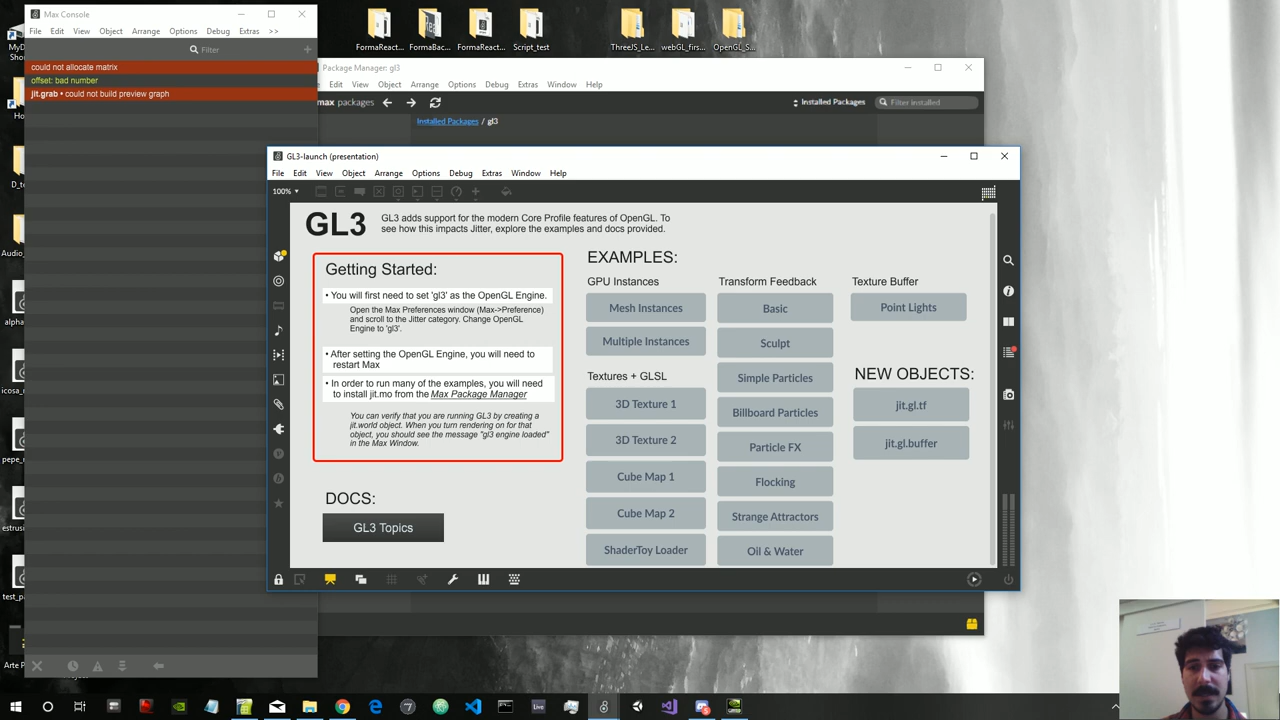 Max Console
File Edit View Object Arrange Options Debug Extras >>
Filter
could not allocate matrix
offset: bad number
jit.grab • could not build preview graph
FormaReact...
FormaBac...
FormaReact...
Script_test
ThreeJS_Le...
webGL_firs...
OpenGL_S...
Package Manager: gl3
Edit View Object Arrange Options Debug Extras Window Help
max packages
Installed Packages
Filter installed
Installed Packages / gl3
GL3-launch (presentation)
File Edit View Object Arrange Options Debug Extras Window Help
100%
GL3
GL3 adds support for the modern Core Profile features of OpenGL. To
see how this impacts Jitter, explore the examples and docs provided.
Getting Started:
• You will first need to set 'gl3' as the OpenGL Engine.
Open the Max Preferences window (Max->Preference)
and scroll to the Jitter category. Change OpenGL
Engine to 'gl3'.
• After setting the OpenGL Engine, you will need to
restart Max
• In order to run many of the examples, you will need
to install jit.mo from the Max Package Manager
You can verify that you are running GL3 by creating a
jit.world object. When you turn rendering on for that
object, you should see the message "gl3 engine loaded"
in the Max Window.
DOCS:
GL3 Topics
EXAMPLES:
GPU Instances
Mesh Instances
Multiple Instances
Textures + GLSL
3D Texture 1
3D Texture 2
Cube Map 1
Cube Map 2
ShaderToy Loader
Transform Feedback
Basic
Sculpt
Simple Particles
Billboard Particles
Particle FX
Flocking
Strange Attractors
Oil & Water
Texture Buffer
Point Lights
NEW OBJECTS:
jit.gl.tf
jit.gl.buffer
MyD
Ho
D_te
Audio_
alpha
icosa_
pepe_m
estrus
test_pa
Arte P
Live